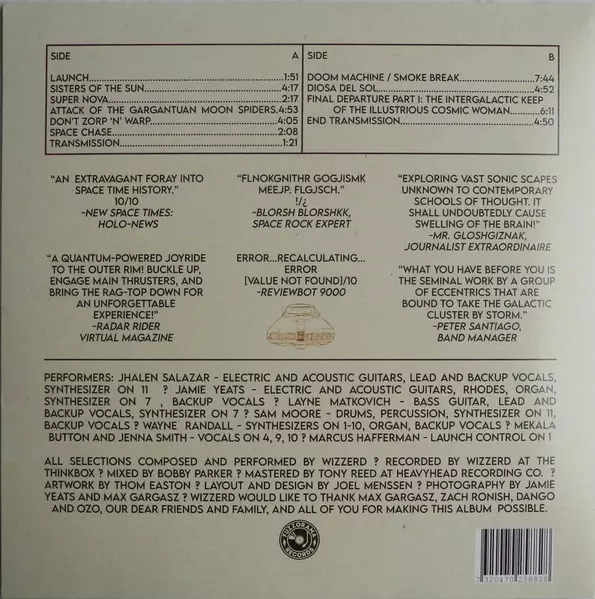 SIDE A
LAUNCH..........................................................1:51
SISTERS OF THE SUN.....................................4:17
SUPER NOVA..................................................2:17
ATTACK OF THE GARGANTUAN MOON SPIDERS.4:53
DON'T ZORP 'N' WARP...................................4:05
SPACE CHASE.................................................2:08
TRANSMISSION................................................1:21
SIDE B
DOOM MACHINE / SMOKE BREAK....................7:44
DIOSA DEL SOL................................................4:52
FINAL DEPARTURE PART I: THE INTERGALACTIC KEEP
OF THE ILLUSTRIOUS COSMIC WOMAN............6:11
END TRANSMISSION..........................................4:50
"AN EXTRAVAGANT FORAY INTO
SPACE TIME HISTORY."
10/10
-NEW SPACE TIMES:
HOLO-NEWS
"FLNOKGNITHR GOGJISMK
MEEJP. FLGJSCH."
!/¿
-BLORSH BLORSHKK,
SPACE ROCK EXPERT
"EXPLORING VAST SONIC SCAPES
UNKNOWN TO CONTEMPORARY
SCHOOLS OF THOUGHT. IT
SHALL UNDOUBTEDLY CAUSE
SWELLING OF THE BRAIN!"
-MR. GLOSHGIZNAK,
JOURNALIST EXTRAORDINAIRE
"A QUANTUM-POWERED JOYRIDE
TO THE OUTER RIM! BUCKLE UP,
ENGAGE MAIN THRUSTERS, AND
BRING THE RAG-TOP DOWN FOR
AN UNFORGETTABLE
EXPERIENCE!"
-RADAR RIDER
VIRTUAL MAGAZINE
ERROR...RECALCULATING...
ERROR
[VALUE NOT FOUND]/10
-REVIEWBOT 9000
"WHAT YOU HAVE BEFORE YOU IS
THE SEMINAL WORK BY A GROUP
OF ECCENTRICS THAT ARE
BOUND TO TAKE THE GALACTIC
CLUSTER BY STORM."
-PETER SANTIAGO,
BAND MANAGER
PERFORMERS: JHALEN SALAZAR - ELECTRIC AND ACOUSTIC GUITARS, LEAD AND BACKUP VOCALS,
SYNTHESIZER ON 11 ? JAMIE YEATS - ELECTRIC AND ACOUSTIC GUITARS, RHODES, ORGAN,
SYNTHESIZER ON 7 , BACKUP VOCALS ? LAYNE MATKOVICH - BASS GUITAR, LEAD AND
BACKUP VOCALS, SYNTHESIZER ON 7 ? SAM MOORE - DRUMS, PERCUSSION, SYNTHESIZER ON 11,
BACKUP VOCALS ? WAYNE RANDALL - SYNTHESIZERS ON 1-10, ORGAN, BACKUP VOCALS ? MEKALA
BUTTON AND JENNA SMITH - VOCALS ON 4, 9, 10 ? MARCUS HAFFERMAN - LAUNCH CONTROL ON 1
ALL SELECTIONS COMPOSED AND PERFORMED BY WIZZERD ? RECORDED BY WIZZERD AT THE
THINKBOX ? MIXED BY BOBBY PARKER ? MASTERED BY TONY REED AT HEAVYHEAD RECORDING CO. ?
ARTWORK BY THOM EASTON ? LAYOUT AND DESIGN BY JOEL MENSSEN ? PHOTOGRAPHY BY JAMIE
YEATS AND MAX GARGASZ ? WIZZERD WOULD LIKE TO THANK MAX GARGASZ, ZACH RONISH, DANGO
AND OZO, OUR DEAR FRIENDS AND FAMILY, AND ALL OF YOU FOR MAKING THIS ALBUM POSSIBLE.
FUZZORAMA
RECORDS
7 320470 258828